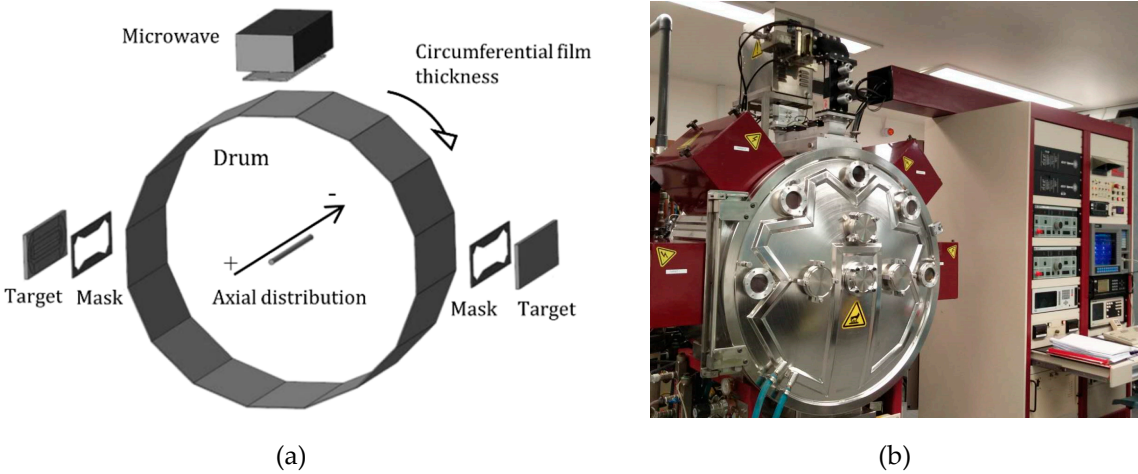 Microwave
Circumferential film
thickness
Drum
-
+
Axial distribution
Target Mask
Mask Target
(a)
(b)